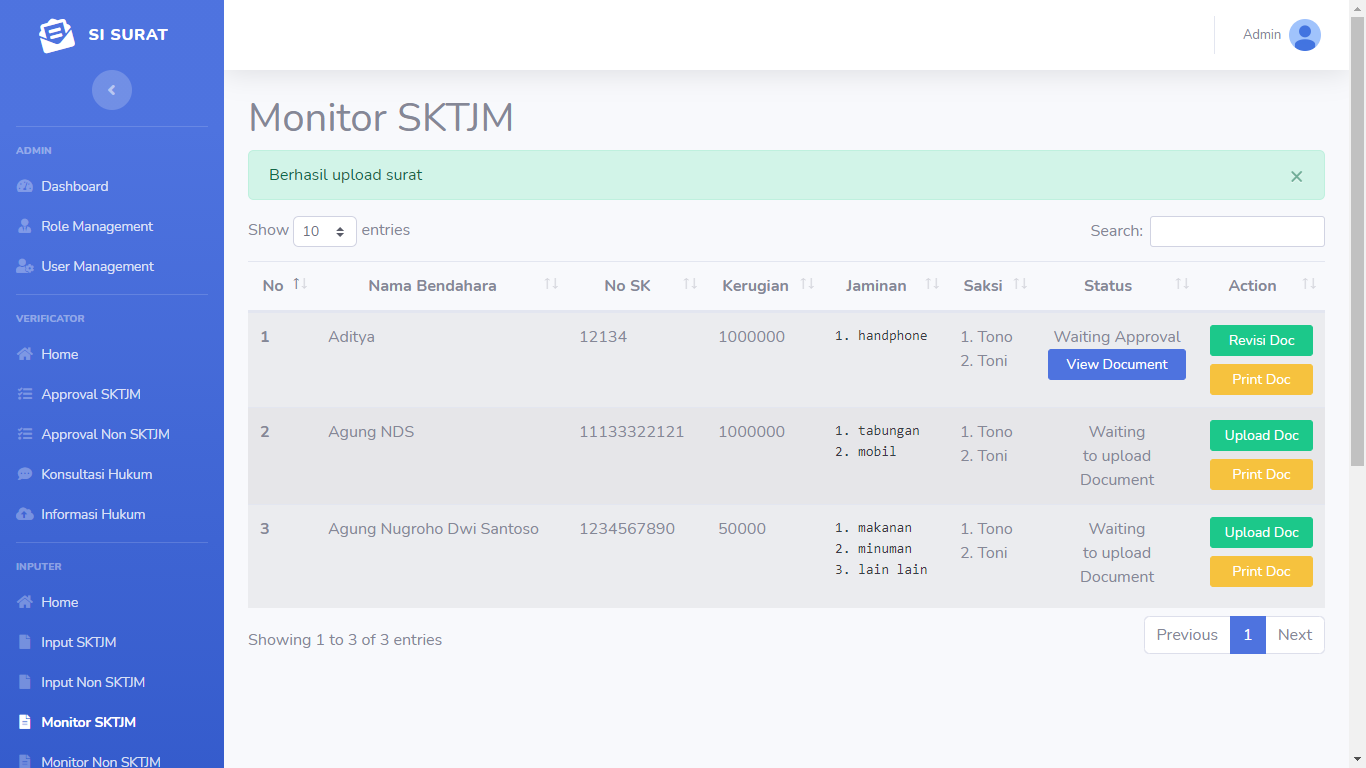 SI SURAT
Admin
ADMIN
Dashboard
Role Management
User Management
VERIFICATOR
Home
Approval SKTJM
Approval Non SKTJM
Konsultasi Hukum
Informasi Hukum
INPUTER
Home
Input SKTJM
Input Non SKTJM
Monitor SKTJM
Monitor Non SKTJM
Monitor SKTJM
Berhasil upload surat ×
Show 10 entries Search:
No Nama Bendahara No SK Kerugian Jaminan Saksi Status Action
1 Aditya 12134 1000000 1. handphone 1. Tono Waiting Approval Revisi Doc
2. Toni View Document Print Doc
2 Agung NDS 11133322121 1000000 1. tabungan 1. Tono Waiting Upload Doc
2. mobil 2. Toni to upload Print Doc
Document
3 Agung Nugroho Dwi Santoso 1234567890 50000 1. makanan 1. Tono Waiting Upload Doc
2. minuman 2. Toni to upload Print Doc
3. lain lain Document
Showing 1 to 3 of 3 entries Previous 1 Next